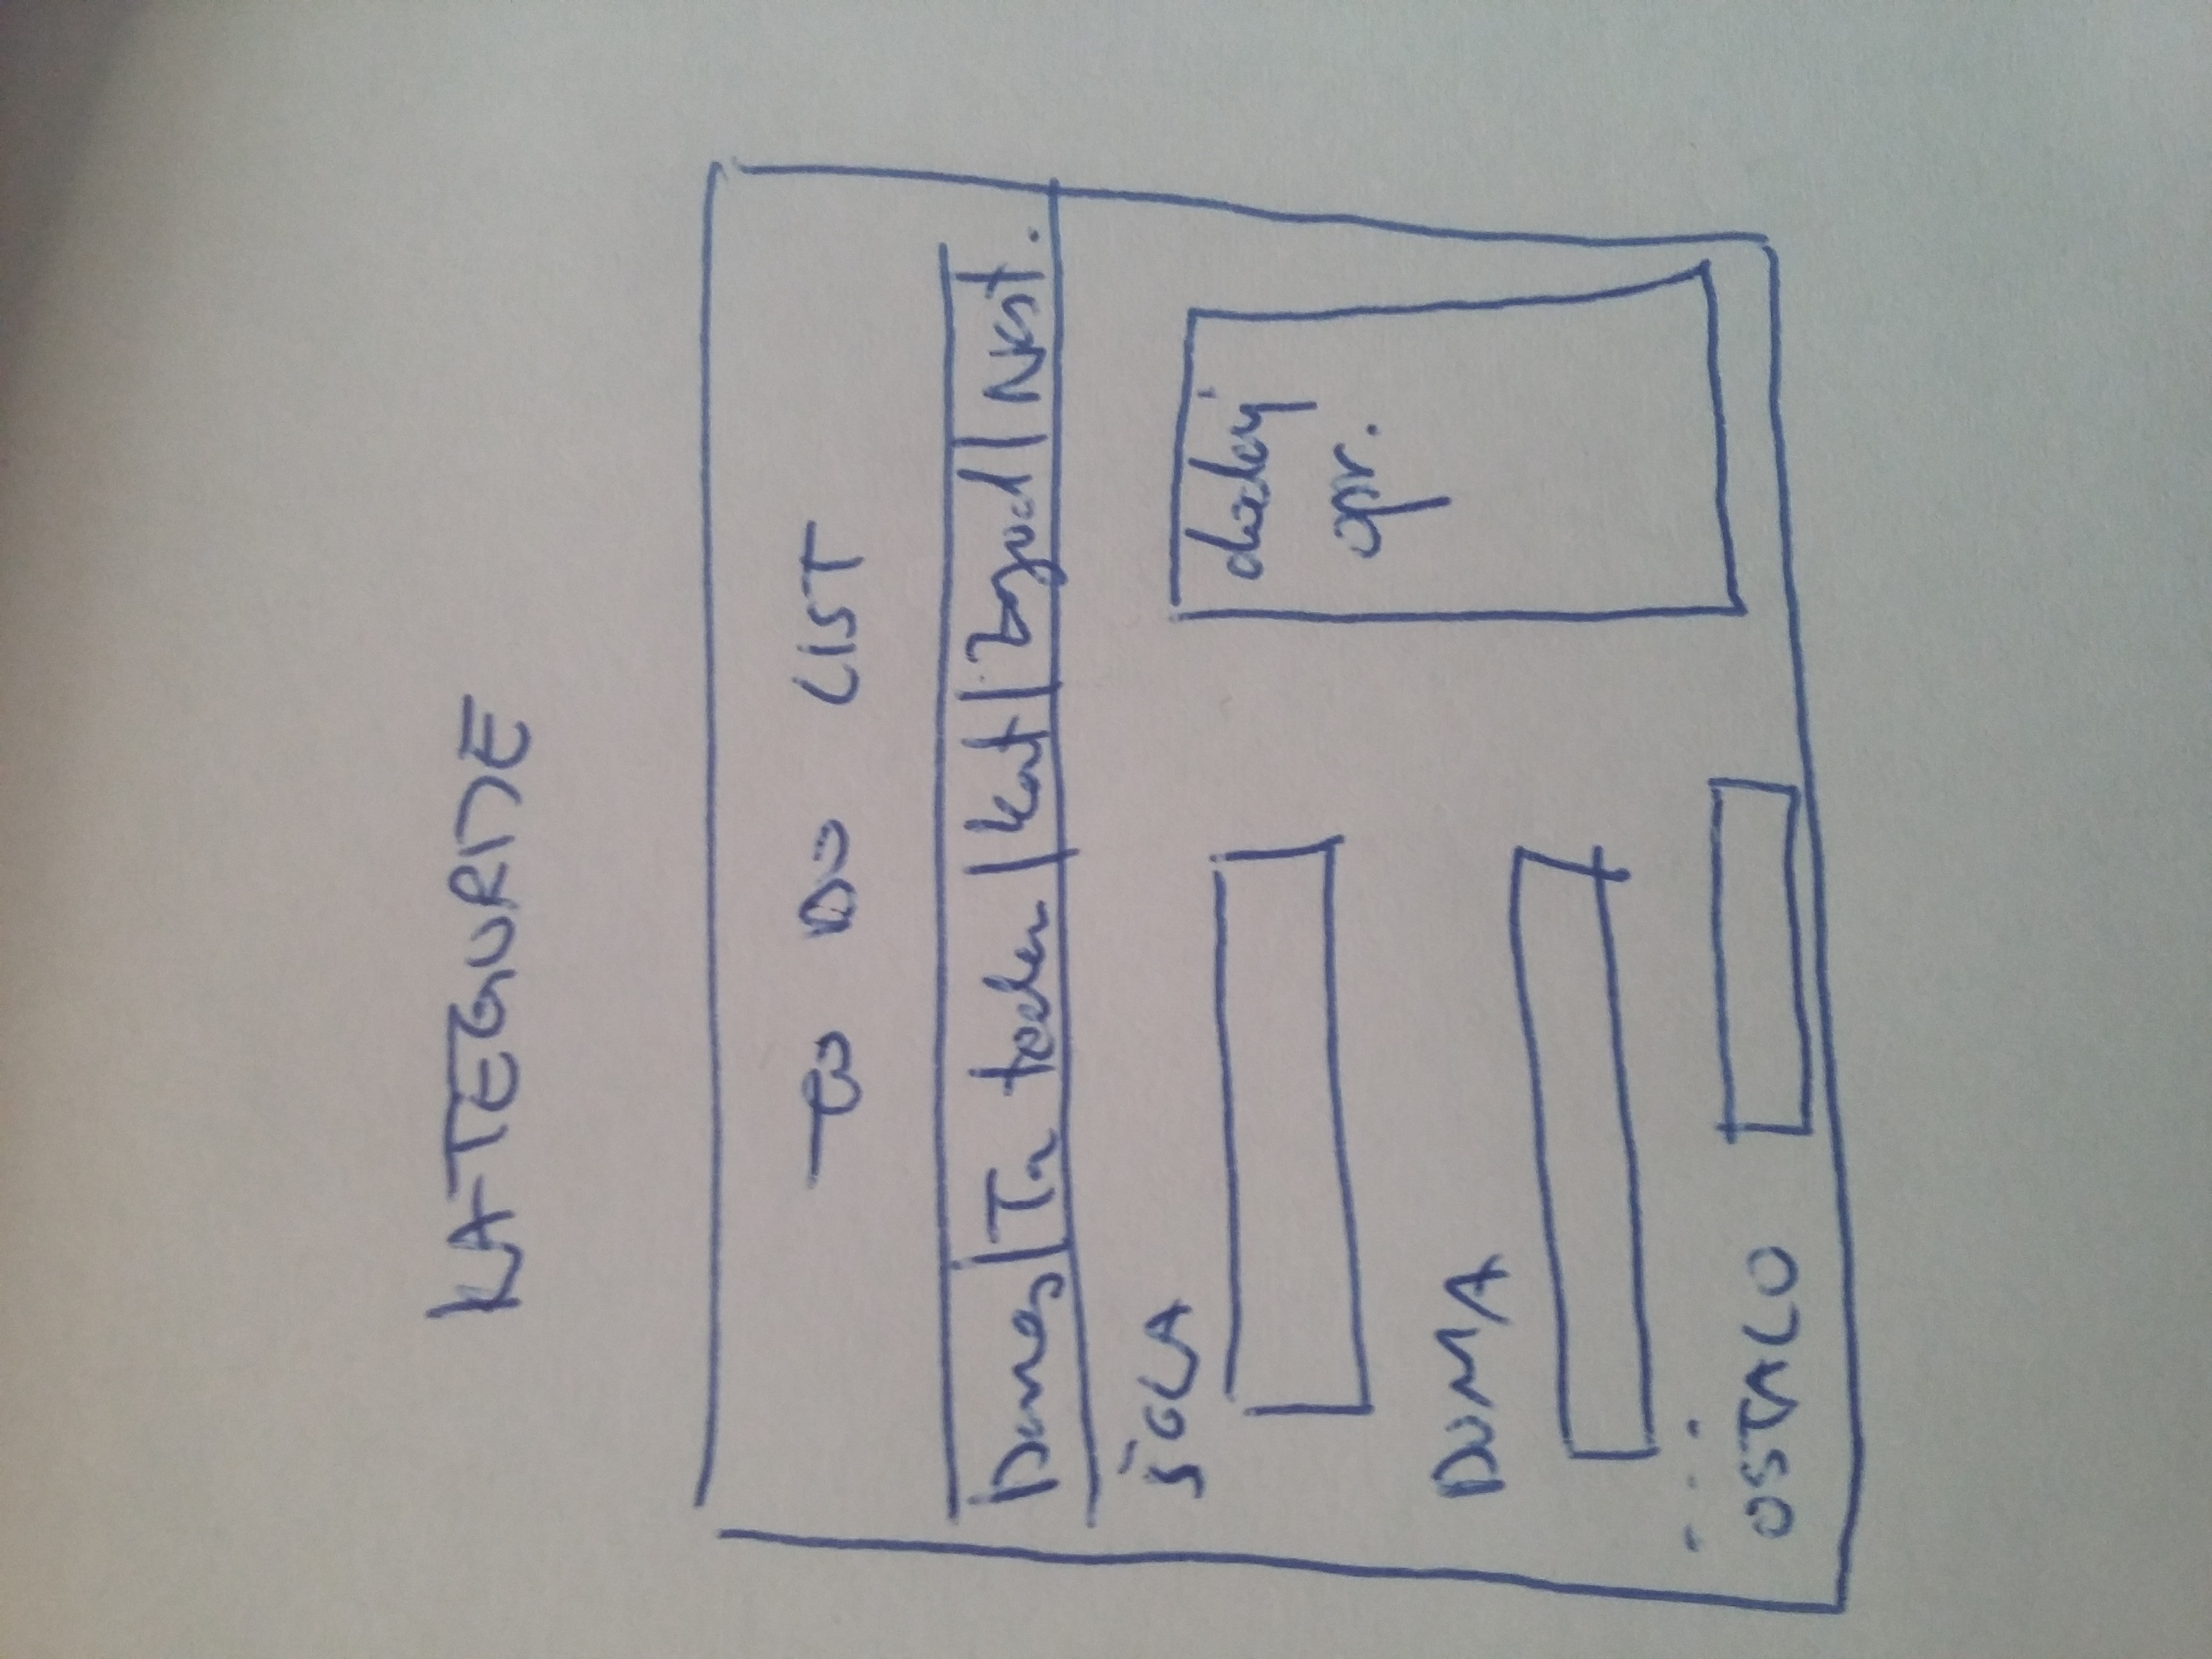 KATEGORIJE
TO DO LIST
Danes | Ta teden | Kat | Zgod | Nast.
ŠOLA
dodaj
opr.
DOMA
...
OSTALO